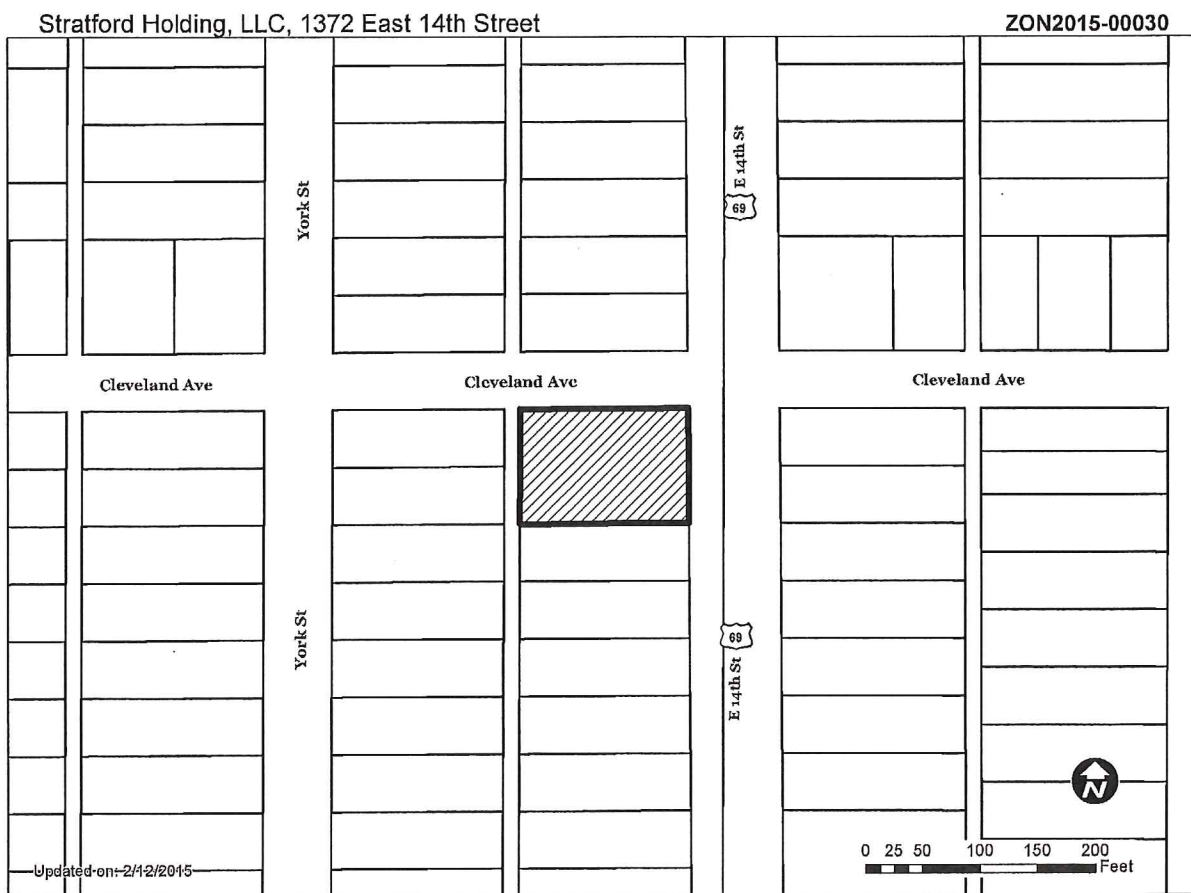 Stratford Holding, LLC, 1372 East 14th Street
ZON2015-00030
York St
E 14th St
69
Cleveland Ave
Cleveland Ave
Cleveland Ave
York St
69
E 14th St
N
0 25 50 100 150 200
Feet
Updated on: 2/12/2015